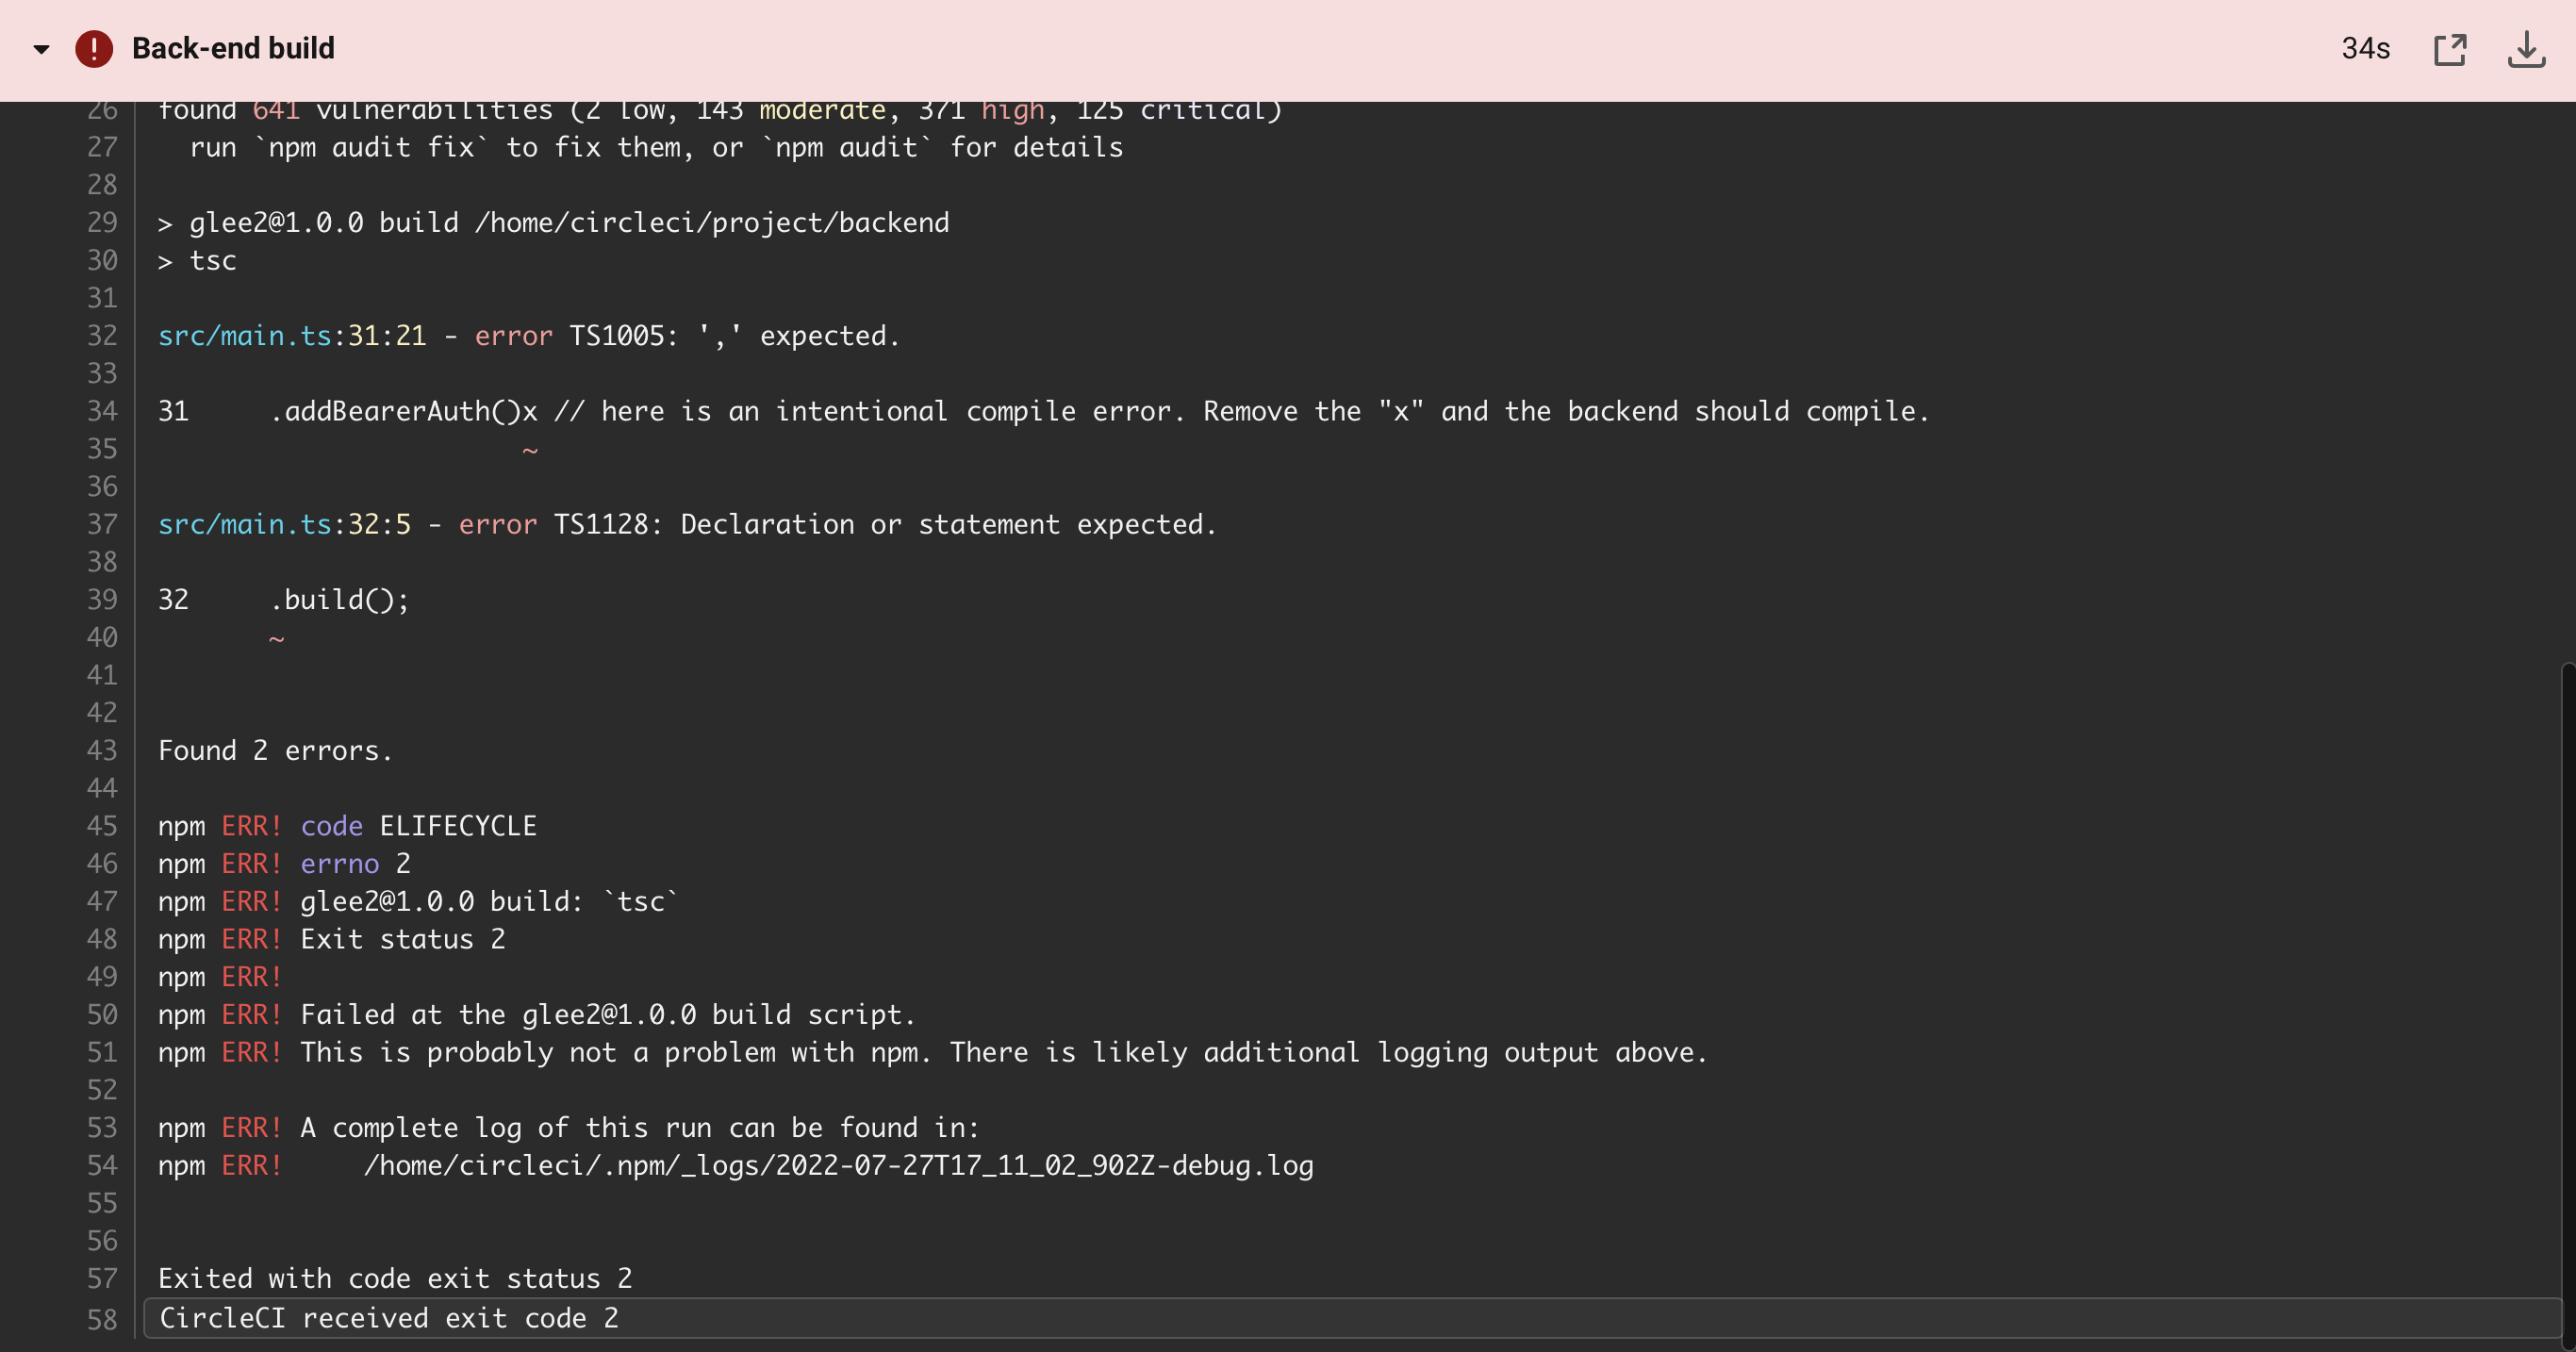 Back-end build
34s
26 found 641 vulnerabilities (2 low, 143 moderate, 371 high, 125 critical)
27   run `npm audit fix` to fix them, or `npm audit` for details
28
29 > glee2@1.0.0 build /home/circleci/project/backend
30 > tsc
31
32 src/main.ts:31:21 - error TS1005: ',' expected.
33
34 31     .addBearerAuth()x // here is an intentional compile error. Remove the "x" and the backend should compile.
35                        ~
36
37 src/main.ts:32:5 - error TS1128: Declaration or statement expected.
38
39 32     .build();
40        ~
41
42
43 Found 2 errors.
44
45 npm ERR! code ELIFECYCLE
46 npm ERR! errno 2
47 npm ERR! glee2@1.0.0 build: `tsc`
48 npm ERR! Exit status 2
49 npm ERR!
50 npm ERR! Failed at the glee2@1.0.0 build script.
51 npm ERR! This is probably not a problem with npm. There is likely additional logging output above.
52
53 npm ERR! A complete log of this run can be found in:
54 npm ERR!     /home/circleci/.npm/_logs/2022-07-27T17_11_02_902Z-debug.log
55
56
57 Exited with code exit status 2
58 CircleCI received exit code 2